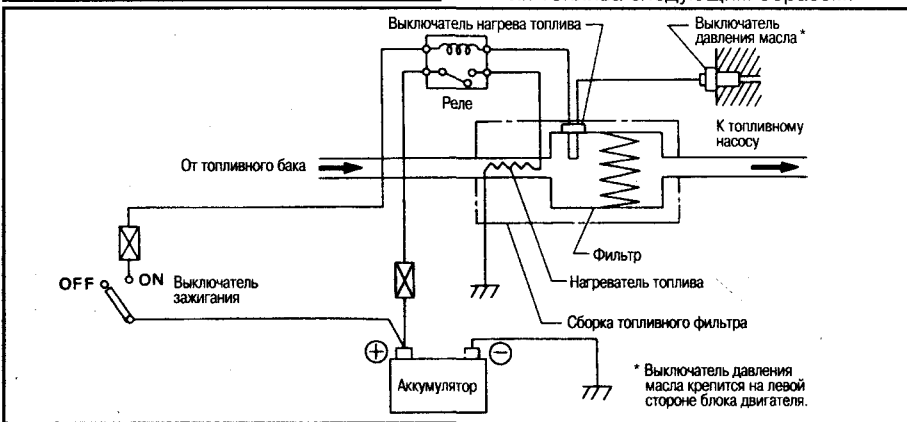 Выключатель нагрева топлива
Выключатель
давления масла *
Реле
К топливному
насосу
От топливного бака
Фильтр
OFF
ON
Выключатель
зажигания
Нагреватель топлива
Сборка топливного фильтра
+
−
Аккумулятор
* Выключатель давления
масла крепится на левой
стороне блока двигателя.